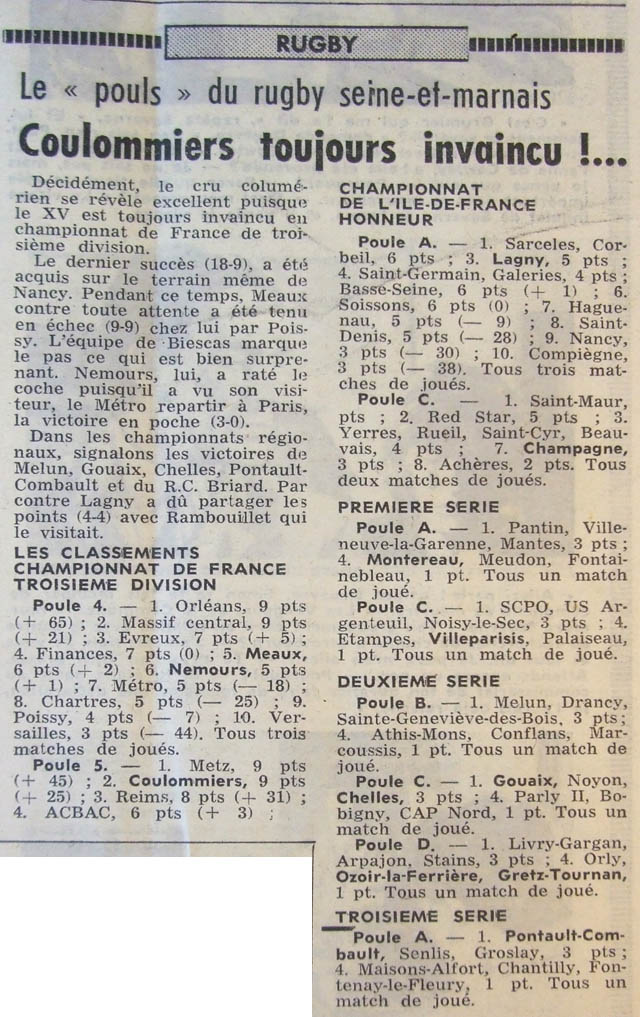 RUGBY
Le « pouls » du rugby seine-et-marnais
Coulommiers toujours invaincu !...
Décidément, le cru columé-
rien se révèle excellent puisque
le XV est toujours invaincu en
championnat de France de troi-
sième division.
Le dernier succès (18-9), a été
acquis sur le terrain même de
Nancy. Pendant ce temps, Meaux
contre toute attente a été tenu
en échec (9-9) chez lui par Pois-
sy. L'équipe de Biescas marque
le pas ce qui est bien surpre-
nant. Nemours, lui, a raté le
coche puisqu'il a vu son visi-
teur, le Métro repartir à Paris,
la victoire en poche (3-0).
Dans les championnats régio-
naux, signalons les victoires de
Melun, Gouaix, Chelles, Pontault-
Combault et du R.C. Briard. Par
contre Lagny a dû partager les
points (4-4) avec Rambouillet qui
le visitait.
LES CLASSEMENTS
CHAMPIONNAT DE FRANCE
TROISIEME DIVISION
Poule 4. — 1. Orléans, 9 pts
(+ 65) ; 2. Massif central, 9 pts
(+ 21) ; 3. Evreux, 7 pts (+ 5) ;
4. Finances, 7 pts (0) ; 5. Meaux,
6 pts (+ 2) ; 6. Nemours, 5 pts
(+ 1) ; 7. Métro, 5 pts (— 18) ;
8. Chartres, 5 pts (— 25) ; 9.
Poissy, 4 pts (— 7) ; 10. Ver-
sailles, 3 pts (— 44). Tous trois
matches de joués.
Poule 5. — 1. Metz, 9 pts
(+ 45) ; 2. Coulommiers, 9 pts
(+ 25) ; 3. Reims, 8 pts (+ 31) ;
4. ACBAC, 6 pts (+ 3) ;
CHAMPIONNAT
DE L'ILE-DE-FRANCE
HONNEUR
Poule A. — 1. Sarceles, Cor-
beil, 6 pts ; 3. Lagny, 5 pts ;
4. Saint-Germain, Galeries, 4 pts ;
Basse-Seine, 6 pts (+ 1) ; 6.
Soissons, 6 pts (0) ; 7. Hague-
nau, 5 pts (— 9) ; 8. Saint-
Denis, 5 pts (— 28) ; 9. Nancy,
3 pts (— 30) ; 10. Compiègne,
3 pts (— 38). Tous trois mat-
ches de joués.
Poule C. — 1. Saint-Maur,
pts ; 2. Red Star, 5 pts ; 3.
Yerres, Rueil, Saint-Cyr, Beau-
vais, 4 pts ; 7. Champagne,
3 pts ; 8. Achères, 2 pts. Tous
deux matches de joués.
PREMIERE SERIE
Poule A. — 1. Pantin, Ville-
neuve-la-Garenne, Mantes, 3 pts ;
4. Montereau, Meudon, Fontai-
nebleau, 1 pt. Tous un match
de joué.
Poule C. — 1. SCPO, US Ar-
genteuil, Noisy-le-Sec, 3 pts ; 4.
Etampes, Villeparisis, Palaiseau,
1 pt. Tous un match de joué.
DEUXIEME SERIE
Poule B. — 1. Melun, Drancy,
Sainte-Geneviève-des-Bois, 3 pts ;
4. Athis-Mons, Conflans, Mar-
coussis, 1 pt. Tous un match de
joué.
Poule C. — 1. Gouaix, Noyon,
Chelles, 3 pts ; 4. Parly II, Bo-
bigny, CAP Nord, 1 pt. Tous un
match de joué.
Poule D. — 1. Livry-Gargan,
Arpajon, Stains, 3 pts ; 4. Orly,
Ozoir-la-Ferrière, Gretz-Tournan,
1 pt. Tous un match de joué.
TROISIEME SERIE
Poule A. — 1. Pontault-Com-
bault, Senlis, Groslay, 3 pts ;
4. Maisons-Alfort, Chantilly, Fon-
tenay-le-Fleury, 1 pt. Tous un
match de joué.